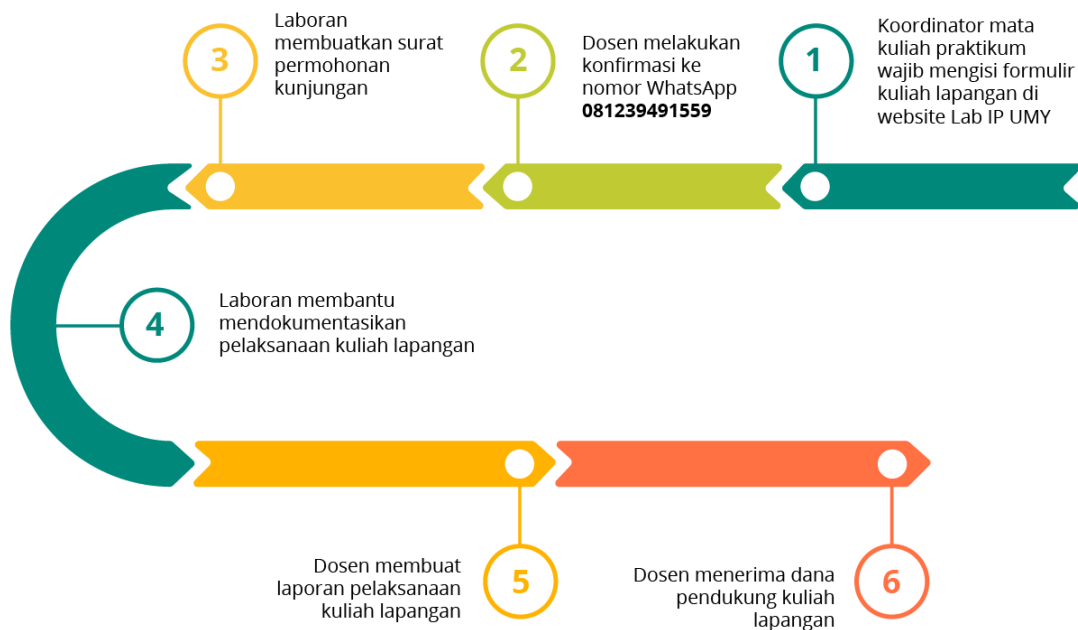 1
Koordinator mata
kuliah praktikum
wajib mengisi formulir
kuliah lapangan di
website Lab IP UMY
2
Dosen melakukan
konfirmasi ke
nomor WhatsApp
081239491559
3
Laboran
membuatkan surat
permohonan
kunjungan
4
Laboran membantu
mendokumentasikan
pelaksanaan kuliah lapangan
5
Dosen membuat
laporan pelaksanaan
kuliah lapangan
6
Dosen menerima dana
pendukung kuliah
lapangan